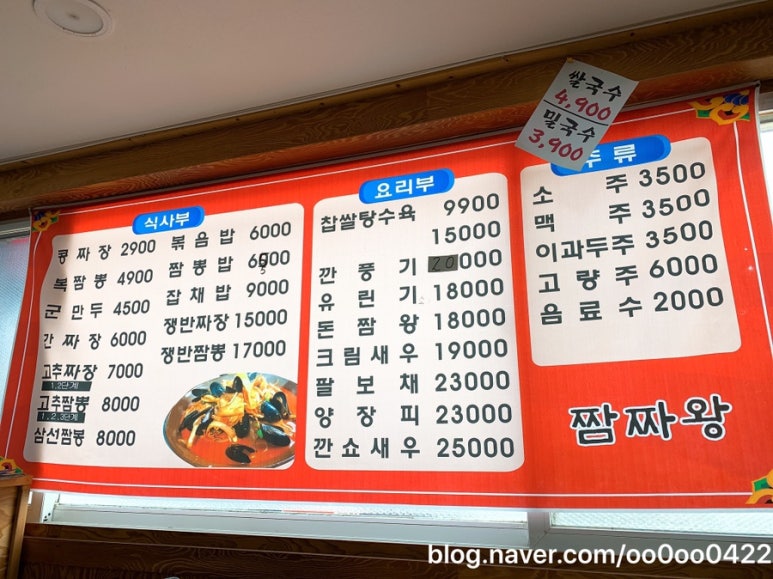 쌀국수
4,900
밀국수
3,900
식사부
콩짜장 2900
복짬뽕 4900
군만두 4500
간짜장 6000
고추짜장 7000
1,2단계
고추짬뽕 8000
1,2,3단계
삼선짬뽕 8000
볶음밥 6000
짬뽕밥 6500
잡채밥 9000
쟁반짜장 15000
쟁반짬뽕 17000
요리부
찹쌀탕수육 9900
15000
깐풍기 20000
유린기 18000
돈짬왕 18000
크림새우 19000
팔보채 23000
양장피 23000
깐쇼새우 25000
류
소주 3500
맥주 3500
이과두주 3500
고량주 6000
음료수 2000
짬짜왕
blog.naver.com/oo0oo0422